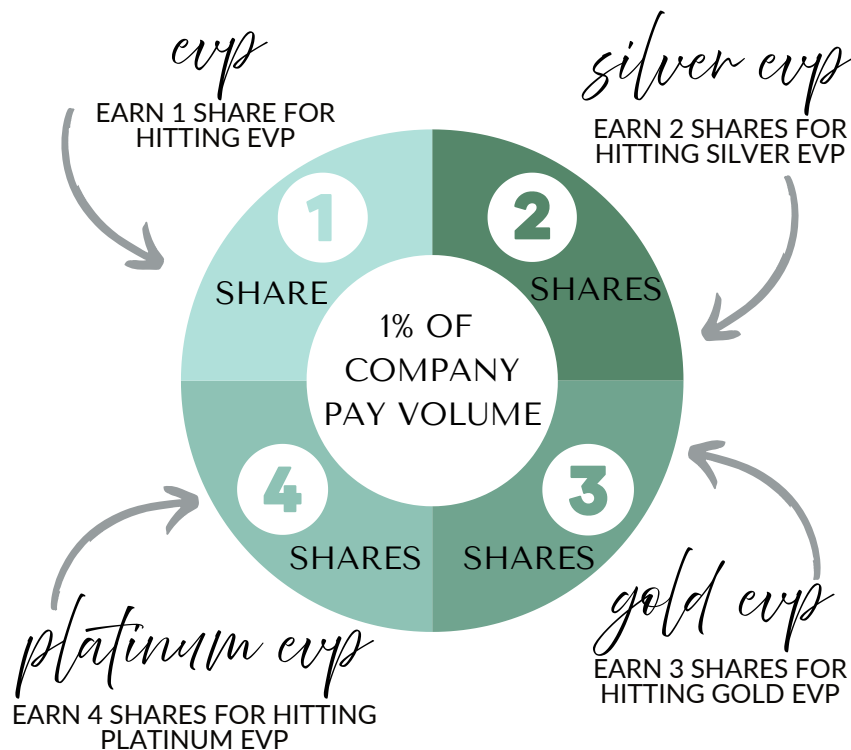 evp
EARN 1 SHARE FOR
HITTING EVP
silver evp
EARN 2 SHARES FOR
HITTING SILVER EVP
1
SHARE
2
SHARES
1% OF
COMPANY
PAY VOLUME
4
SHARES
3
SHARES
platinum evp
EARN 4 SHARES FOR HITTING
PLATINUM EVP
gold evp
EARN 3 SHARES FOR
HITTING GOLD EVP